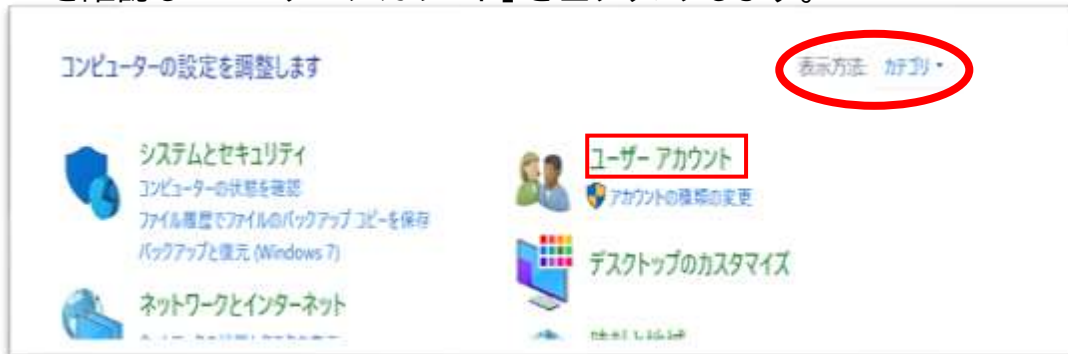 コンピューターの設定を調整します
表示方法: カテゴリ
システムとセキュリティ
コンピューターの状態を確認
ファイル履歴でファイルのバックアップ コピーを保存
バックアップと復元 (Windows 7)
ユーザー アカウント
アカウントの種類の変更
デスクトップのカスタマイズ
ネットワークとインターネット